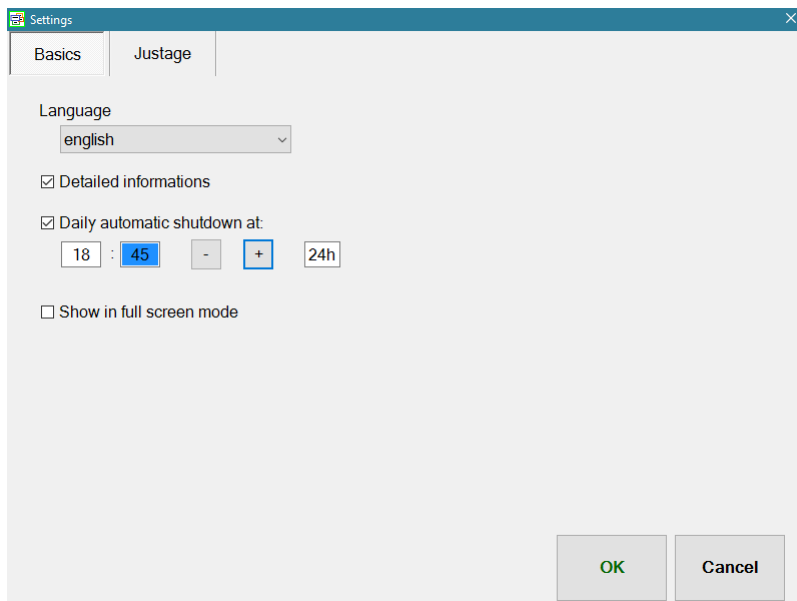 Settings
Basics Justage
Language
english
Detailed informations
Daily automatic shutdown at:
18 : 45 - + 24h
Show in full screen mode
OK Cancel